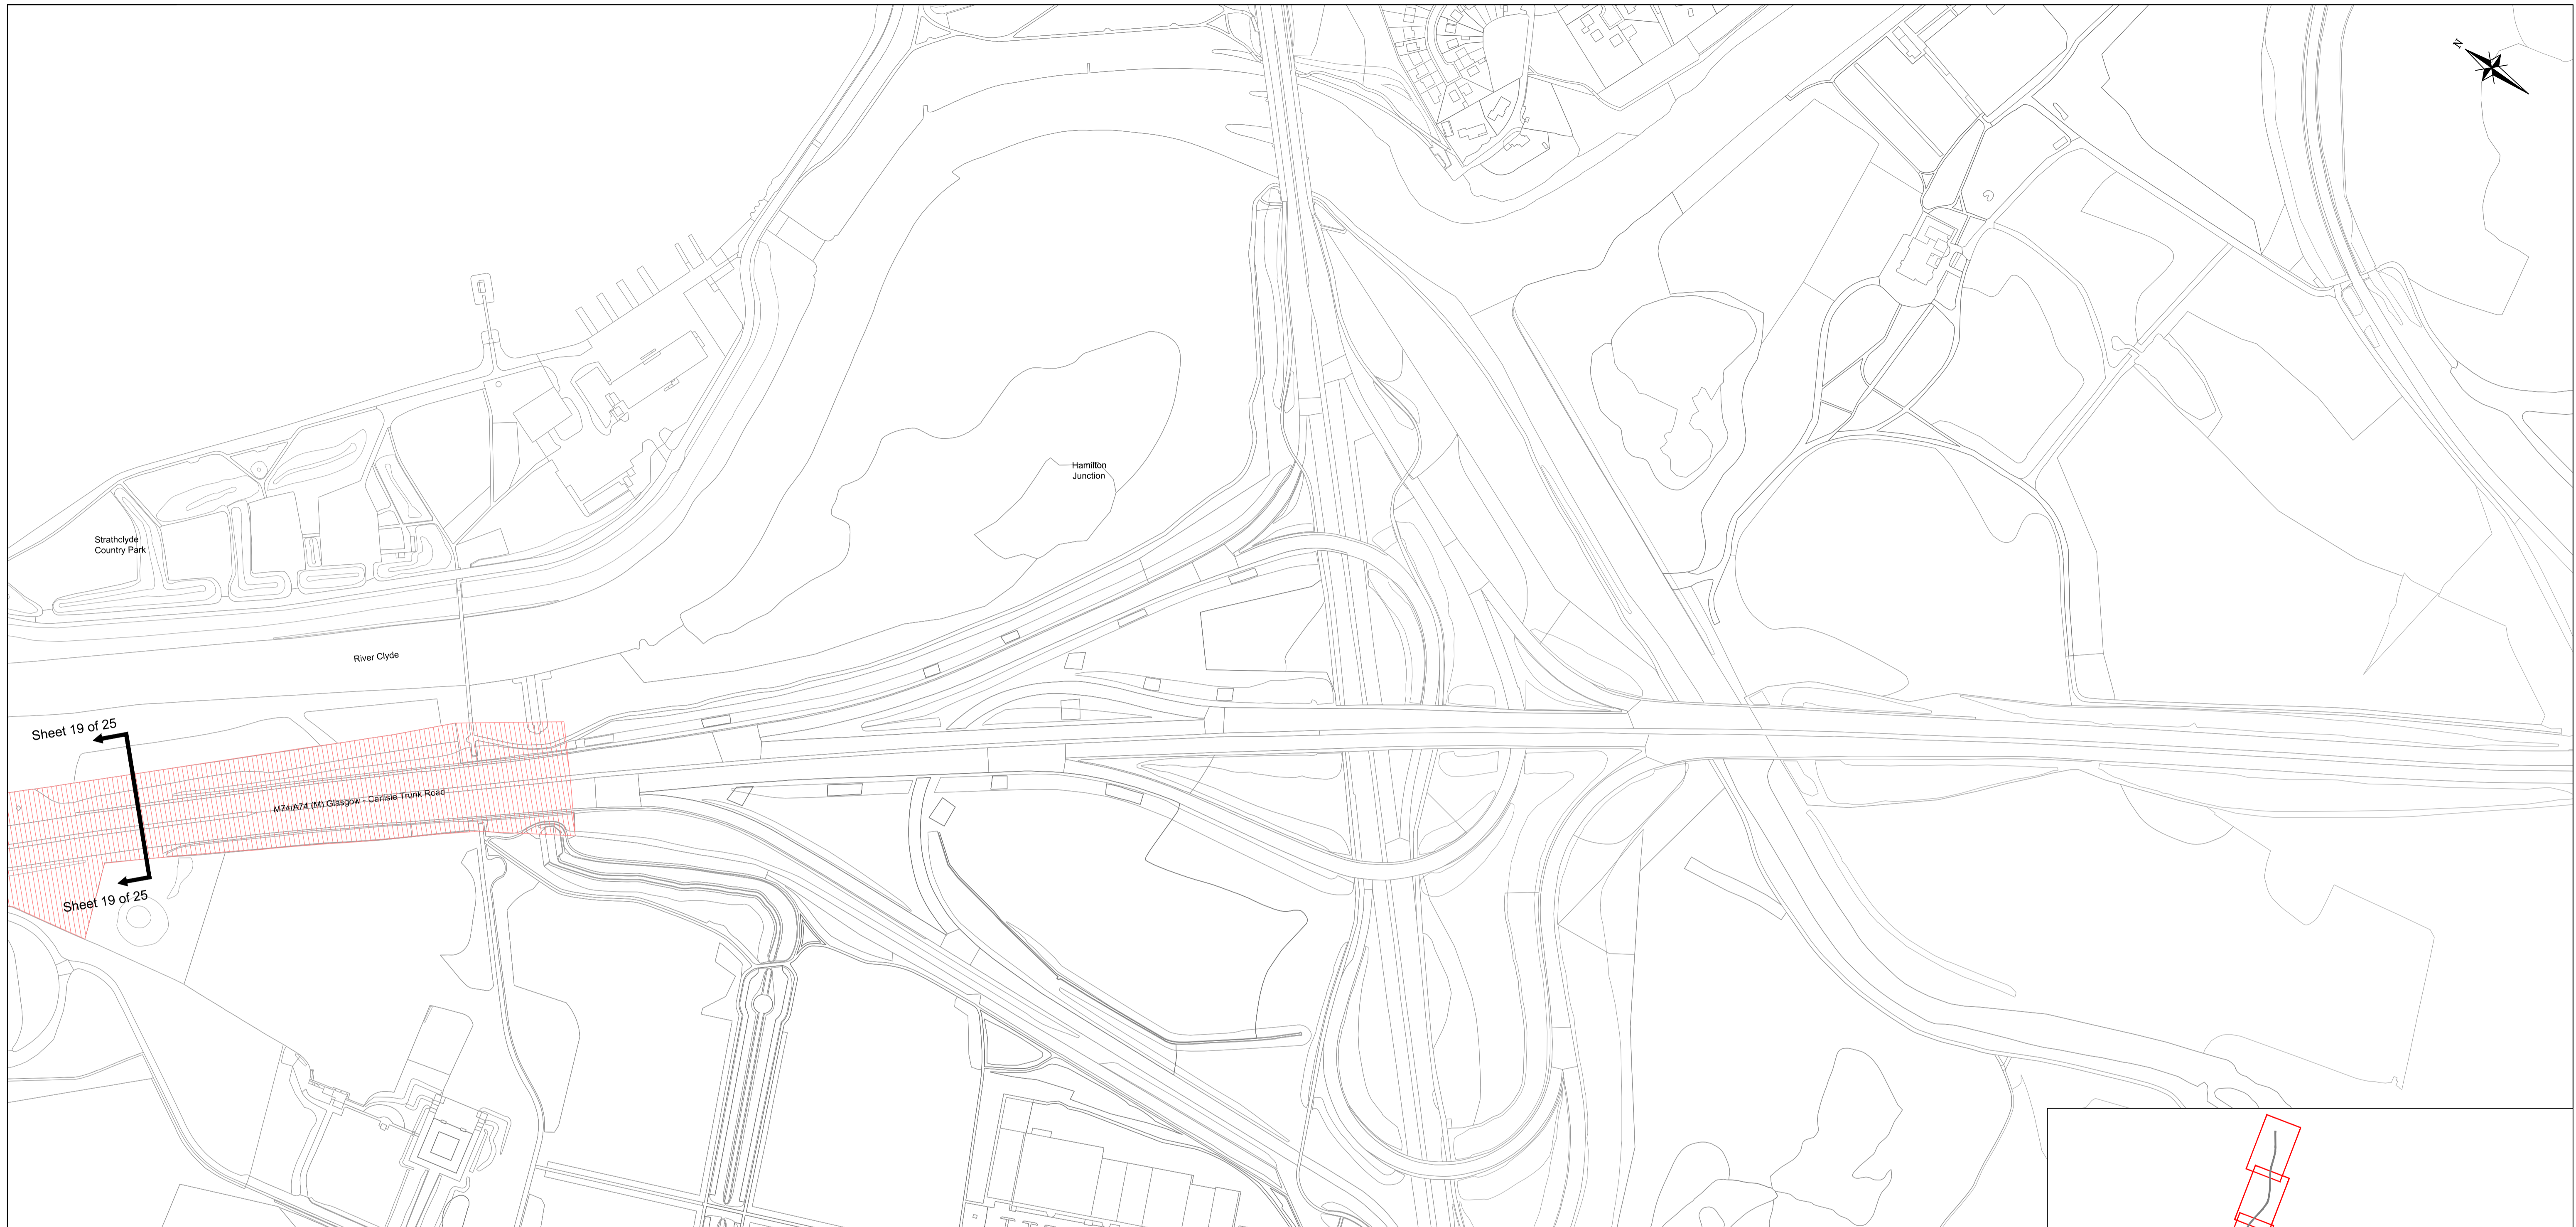 N
Hamilton
Junction
Strathclyde
Country Park
River Clyde
Sheet 19 of 25
M74/A74 (M) Glasgow - Carlisle Trunk Road
Sheet 19 of 25